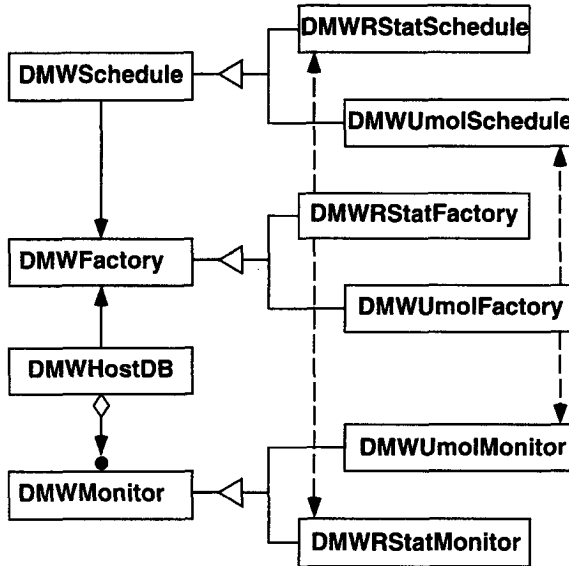 DMWRStatSchedule
DMWSchedule
DMWUmolSchedule
DMWRStatFactory
DMWFactory
DMWUmolFactory
DMWHostDB
DMWUmolMonitor
DMWMonitor
DMWRStatMonitor